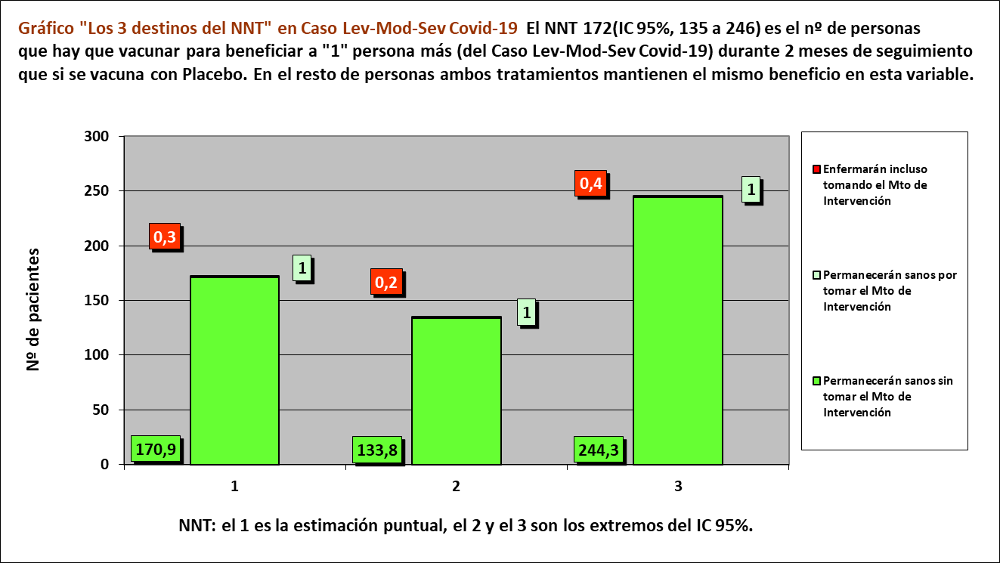 Gráfico "Los 3 destinos del NNT" en Caso Lev-Mod-Sev Covid-19 El NNT 172(IC 95%, 135 a 246) es el nº de personas
que hay que vacunar para beneficiar a "1" persona más (del Caso Lev-Mod-Sev Covid-19) durante 2 meses de seguimiento
que si se vacuna con Placebo. En el resto de personas ambos tratamientos mantienen el mismo beneficio en esta variable.
Nº de pacientes
300
250
200
150
100
50
0
0,3
1
170,9
0,2
1
133,8
0,4
1
244,3
1
2
3
NNT: el 1 es la estimación puntual, el 2 y el 3 son los extremos del IC 95%.
Enfermarán incluso
tomando el Mto de
Intervención
Permanecerán sanos por
tomar el Mto de
Intervención
Permanecerán sanos sin
tomar el Mto de
Intervención